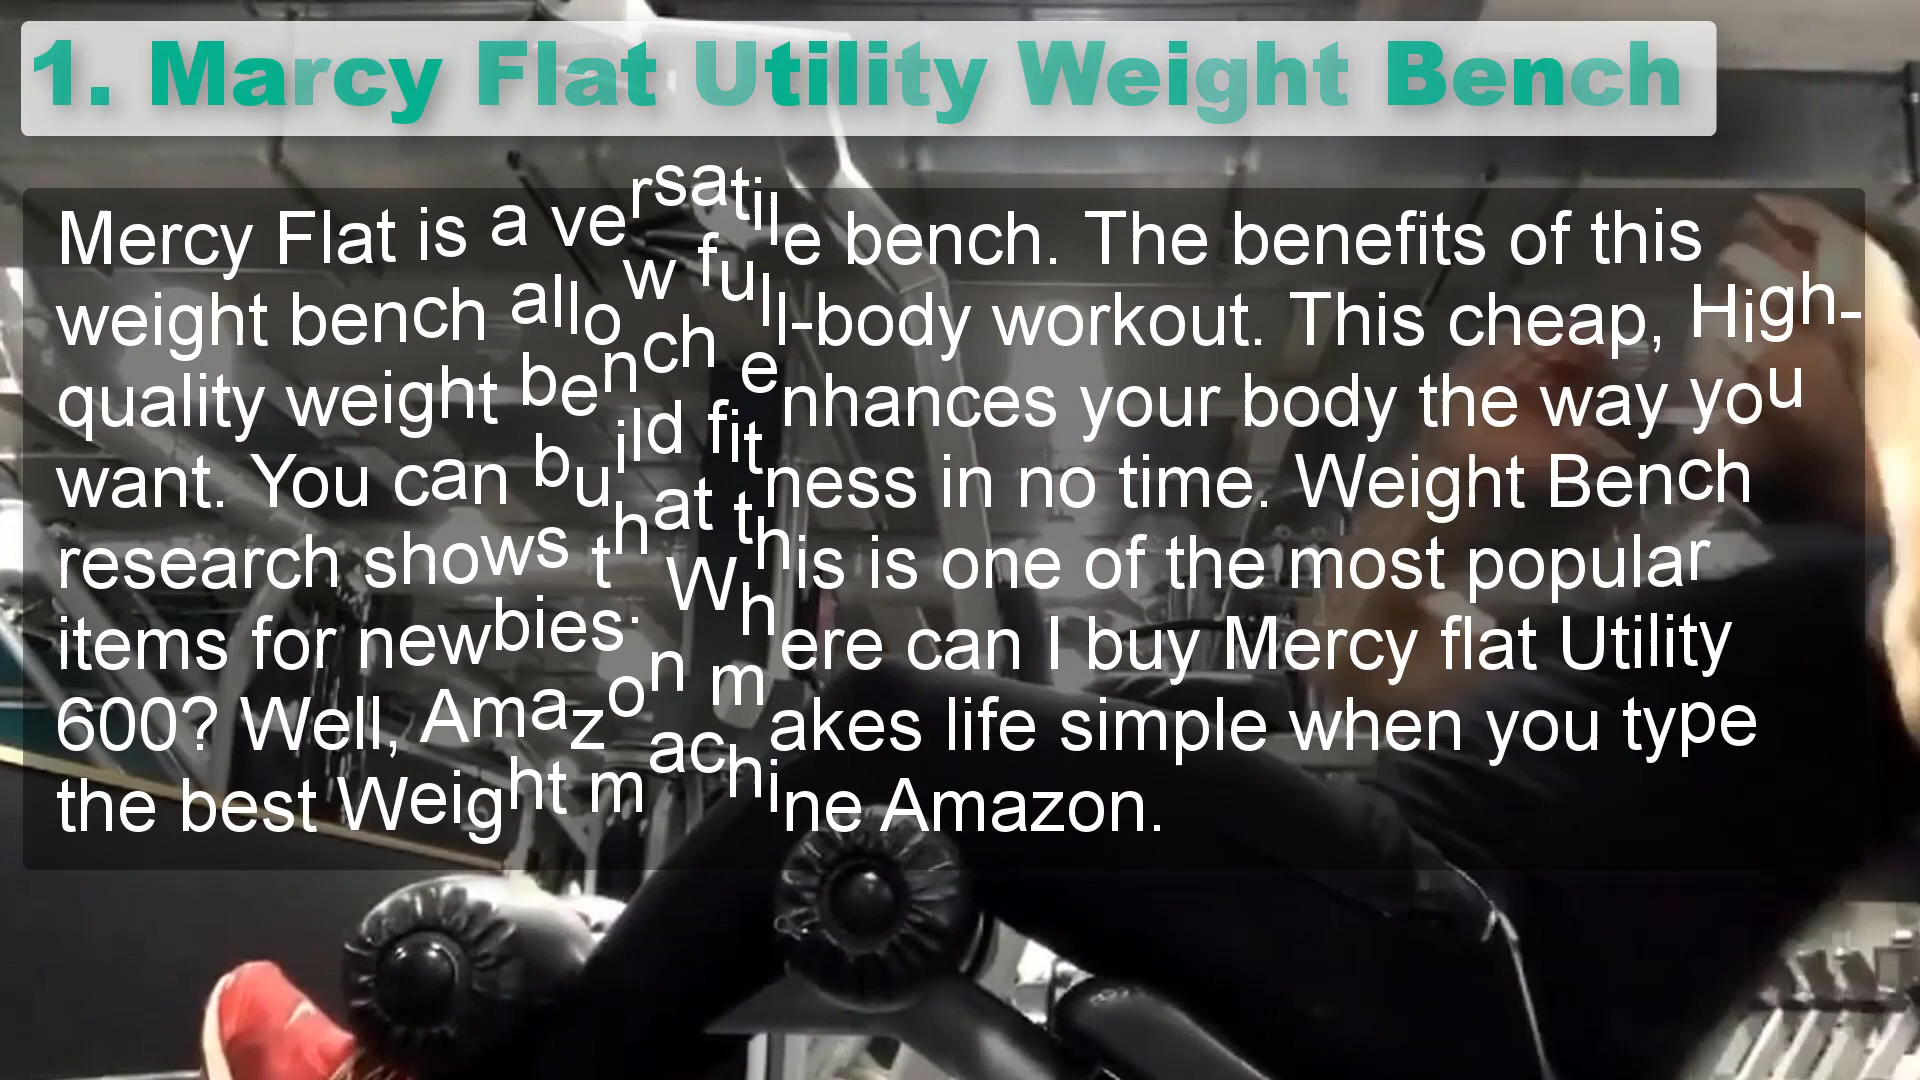 1. Marcy Flat Utility Weight Bench
Mercy Flat is a versatile bench. The benefits of this
weight bench allow full-body workout. This cheap, High-
quality weight bench enhances your body the way you
want. You can build fitness in no time. Weight Bench
research shows that this is one of the most popular
items for newbies. Where can I buy Mercy flat Utility
600? Well, Amazon makes life simple when you type
the best Weight machine Amazon.